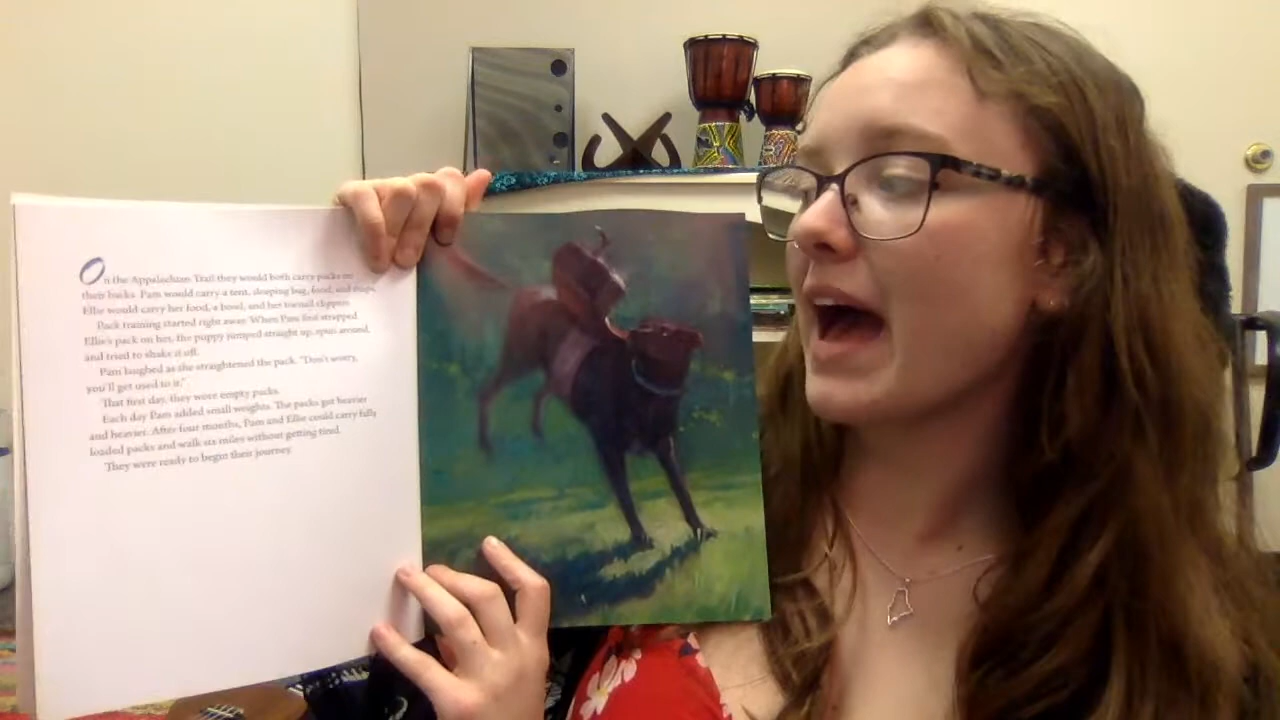 On the Appalachian Trail they would both carry packs on
their backs. Pam would carry a tent, sleeping bag, food, and maps.
Ellie would carry her food, a bowl, and her toenail clippers.
Pack training started right away. When Pam first strapped
Ellie's pack on her, the puppy jumped straight up, spun around,
and tried to shake it off.
Pam laughed as she straightened the pack. "Don't worry,
you'll get used to it."
That first day, they were empty packs.
Each day Pam added small weights. The packs got heavier
and heavier. After four months, Pam and Ellie could carry fully
loaded packs and walk six miles without getting tired.
They were ready to begin their journey.